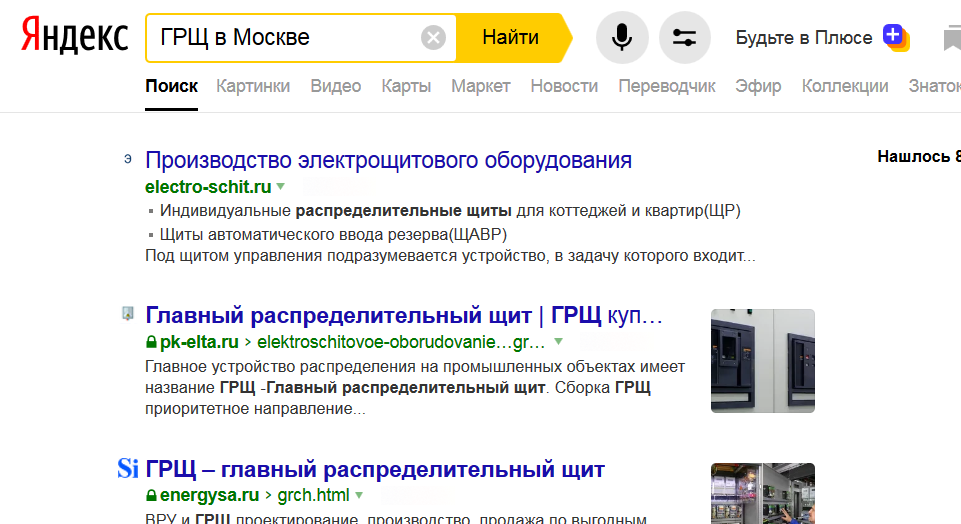 Яндекс
ГРЩ в Москве
Найти
Будьте в Плюсе
Поиск Картинки Видео Карты Маркет Новости Переводчик Эфир Коллекции Знаток
Э Производство электрощитового оборудования
Нашлось 8
electro-schit.ru
Индивидуальные распределительные щиты для коттеджей и квартир(ЩР)
Щиты автоматического ввода резерва(ЩАВР)
Под щитом управления подразумевается устройство, в задачу которого входит...
Главный распределительный щит | ГРЩ куп...
pk-elta.ru › elektroschitovoe-oborudovanie...gr...
Главное устройство распределения на промышленных объектах имеет
название ГРЩ -Главный распределительный щит. Сборка ГРЩ
приоритетное направление...
Si ГРЩ – главный распределительный щит
energysa.ru › grch.html
ВРУ и ГРЩ проектирование, производство, продажа по выгодным